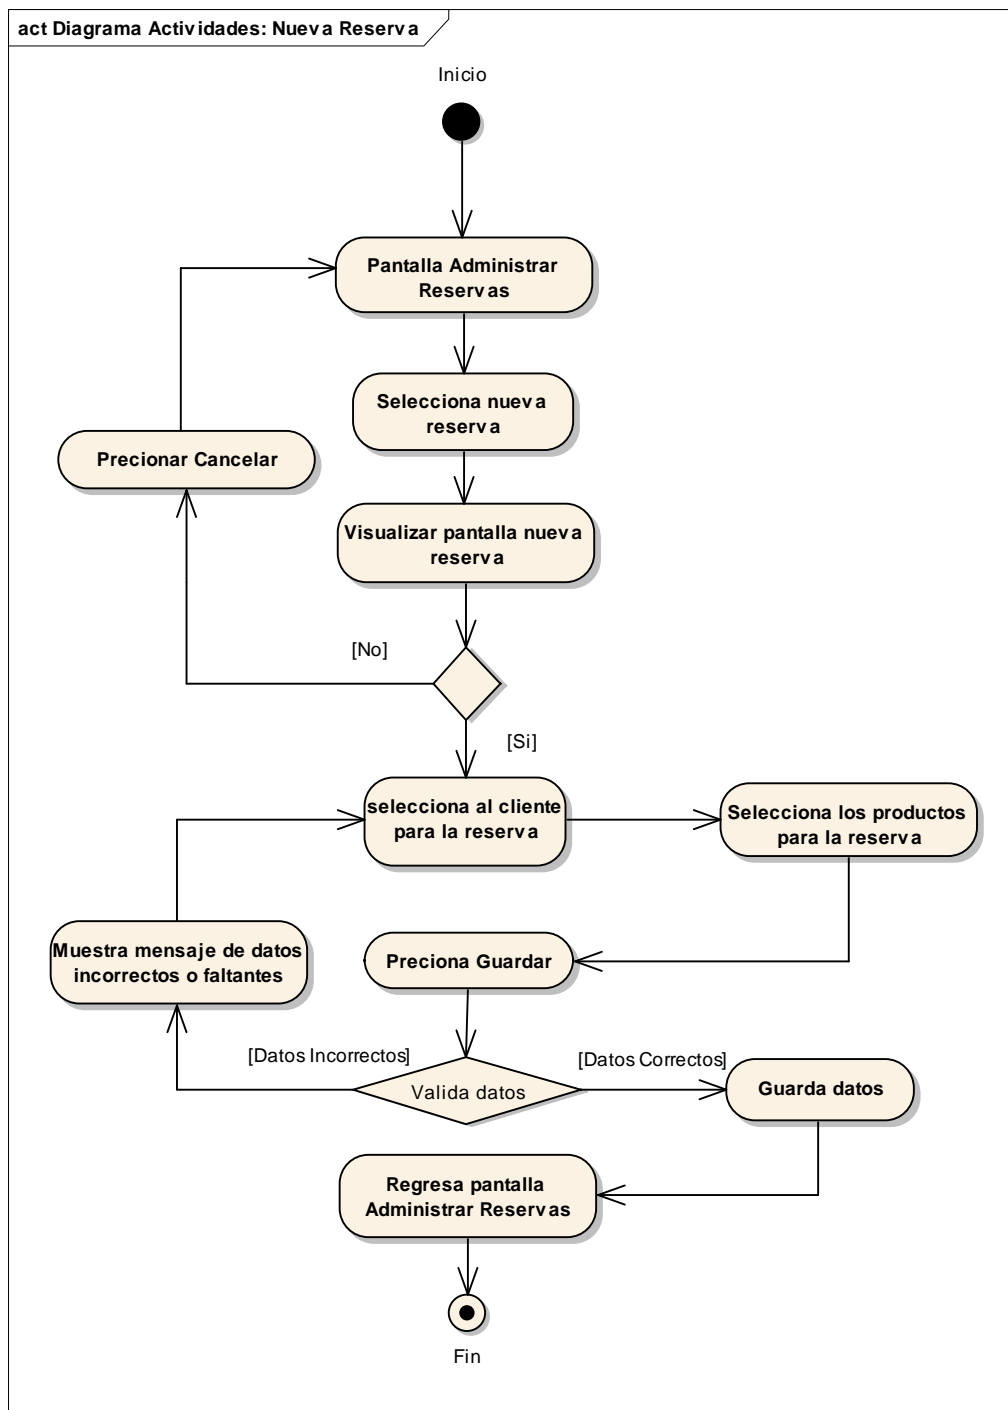 act Diagrama Actividades: Nueva Reserva
Inicio
Pantalla Administrar
Reservas
Selecciona nueva
reserva
Precionar Cancelar
Visualizar pantalla nueva
reserva
[No]
[Si]
selecciona al cliente
para la reserva
Selecciona los productos
para la reserva
Muestra mensaje de datos
incorrectos o faltantes
Preciona Guardar
[Datos Incorrectos]
[Datos Correctos]
Valida datos
Guarda datos
Regresa pantalla
Administrar Reservas
Fin